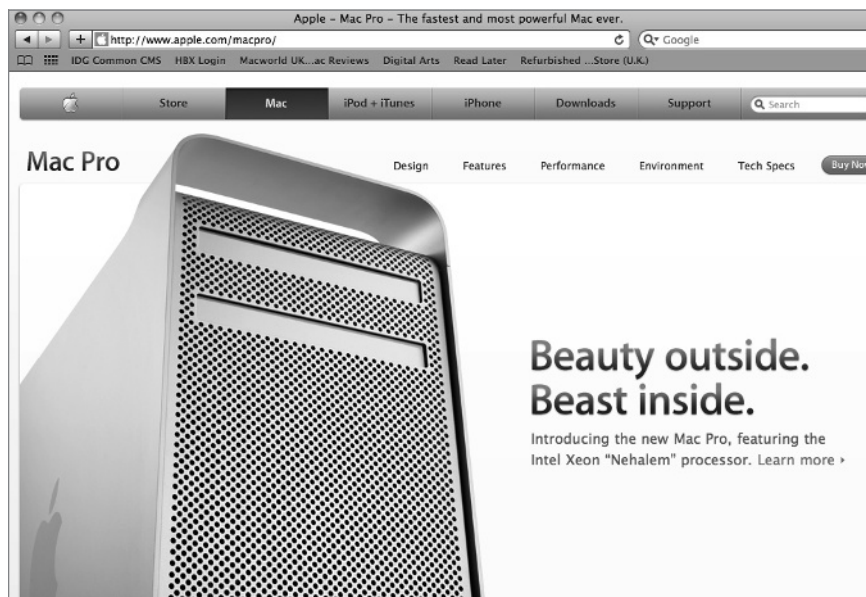 Apple – Mac Pro – The fastest and most powerful Mac ever.
http://www.apple.com/macpro/ Google
IDG Common CMS HBX Login Macworld UK...ac Reviews Digital Arts Read Later Refurbished ...Store (U.K.)
Store Mac iPod + iTunes iPhone Downloads Support Search
Mac Pro Design Features Performance Environment Tech Specs Buy Now
Beauty outside.
Beast inside.
Introducing the new Mac Pro, featuring the
Intel Xeon “Nehalem” processor. Learn more ›